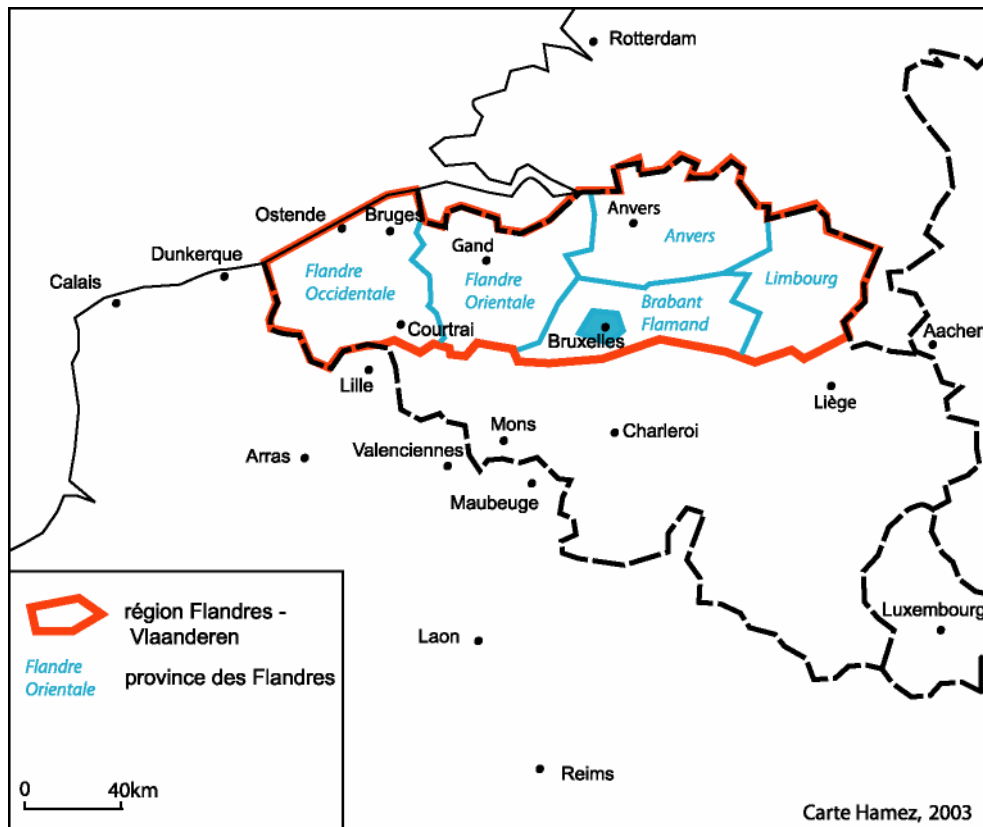 Rotterdam
Ostende
Bruges
Anvers
Dunkerque
Gand
Anvers
Calais
Flandre
Occidentale
Flandre
Orientale
Limbourg
Brabant
Flamand
Courtrai
Bruxelles
Aachen
Lille
Liège
Mons
Charleroi
Arras
Valenciennes
Maubeuge
Luxembourg
Laon
Reims
région Flandres -
Vlaanderen
Flandre
Orientale
province des Flandres
0 40km
Carte Hamez, 2003